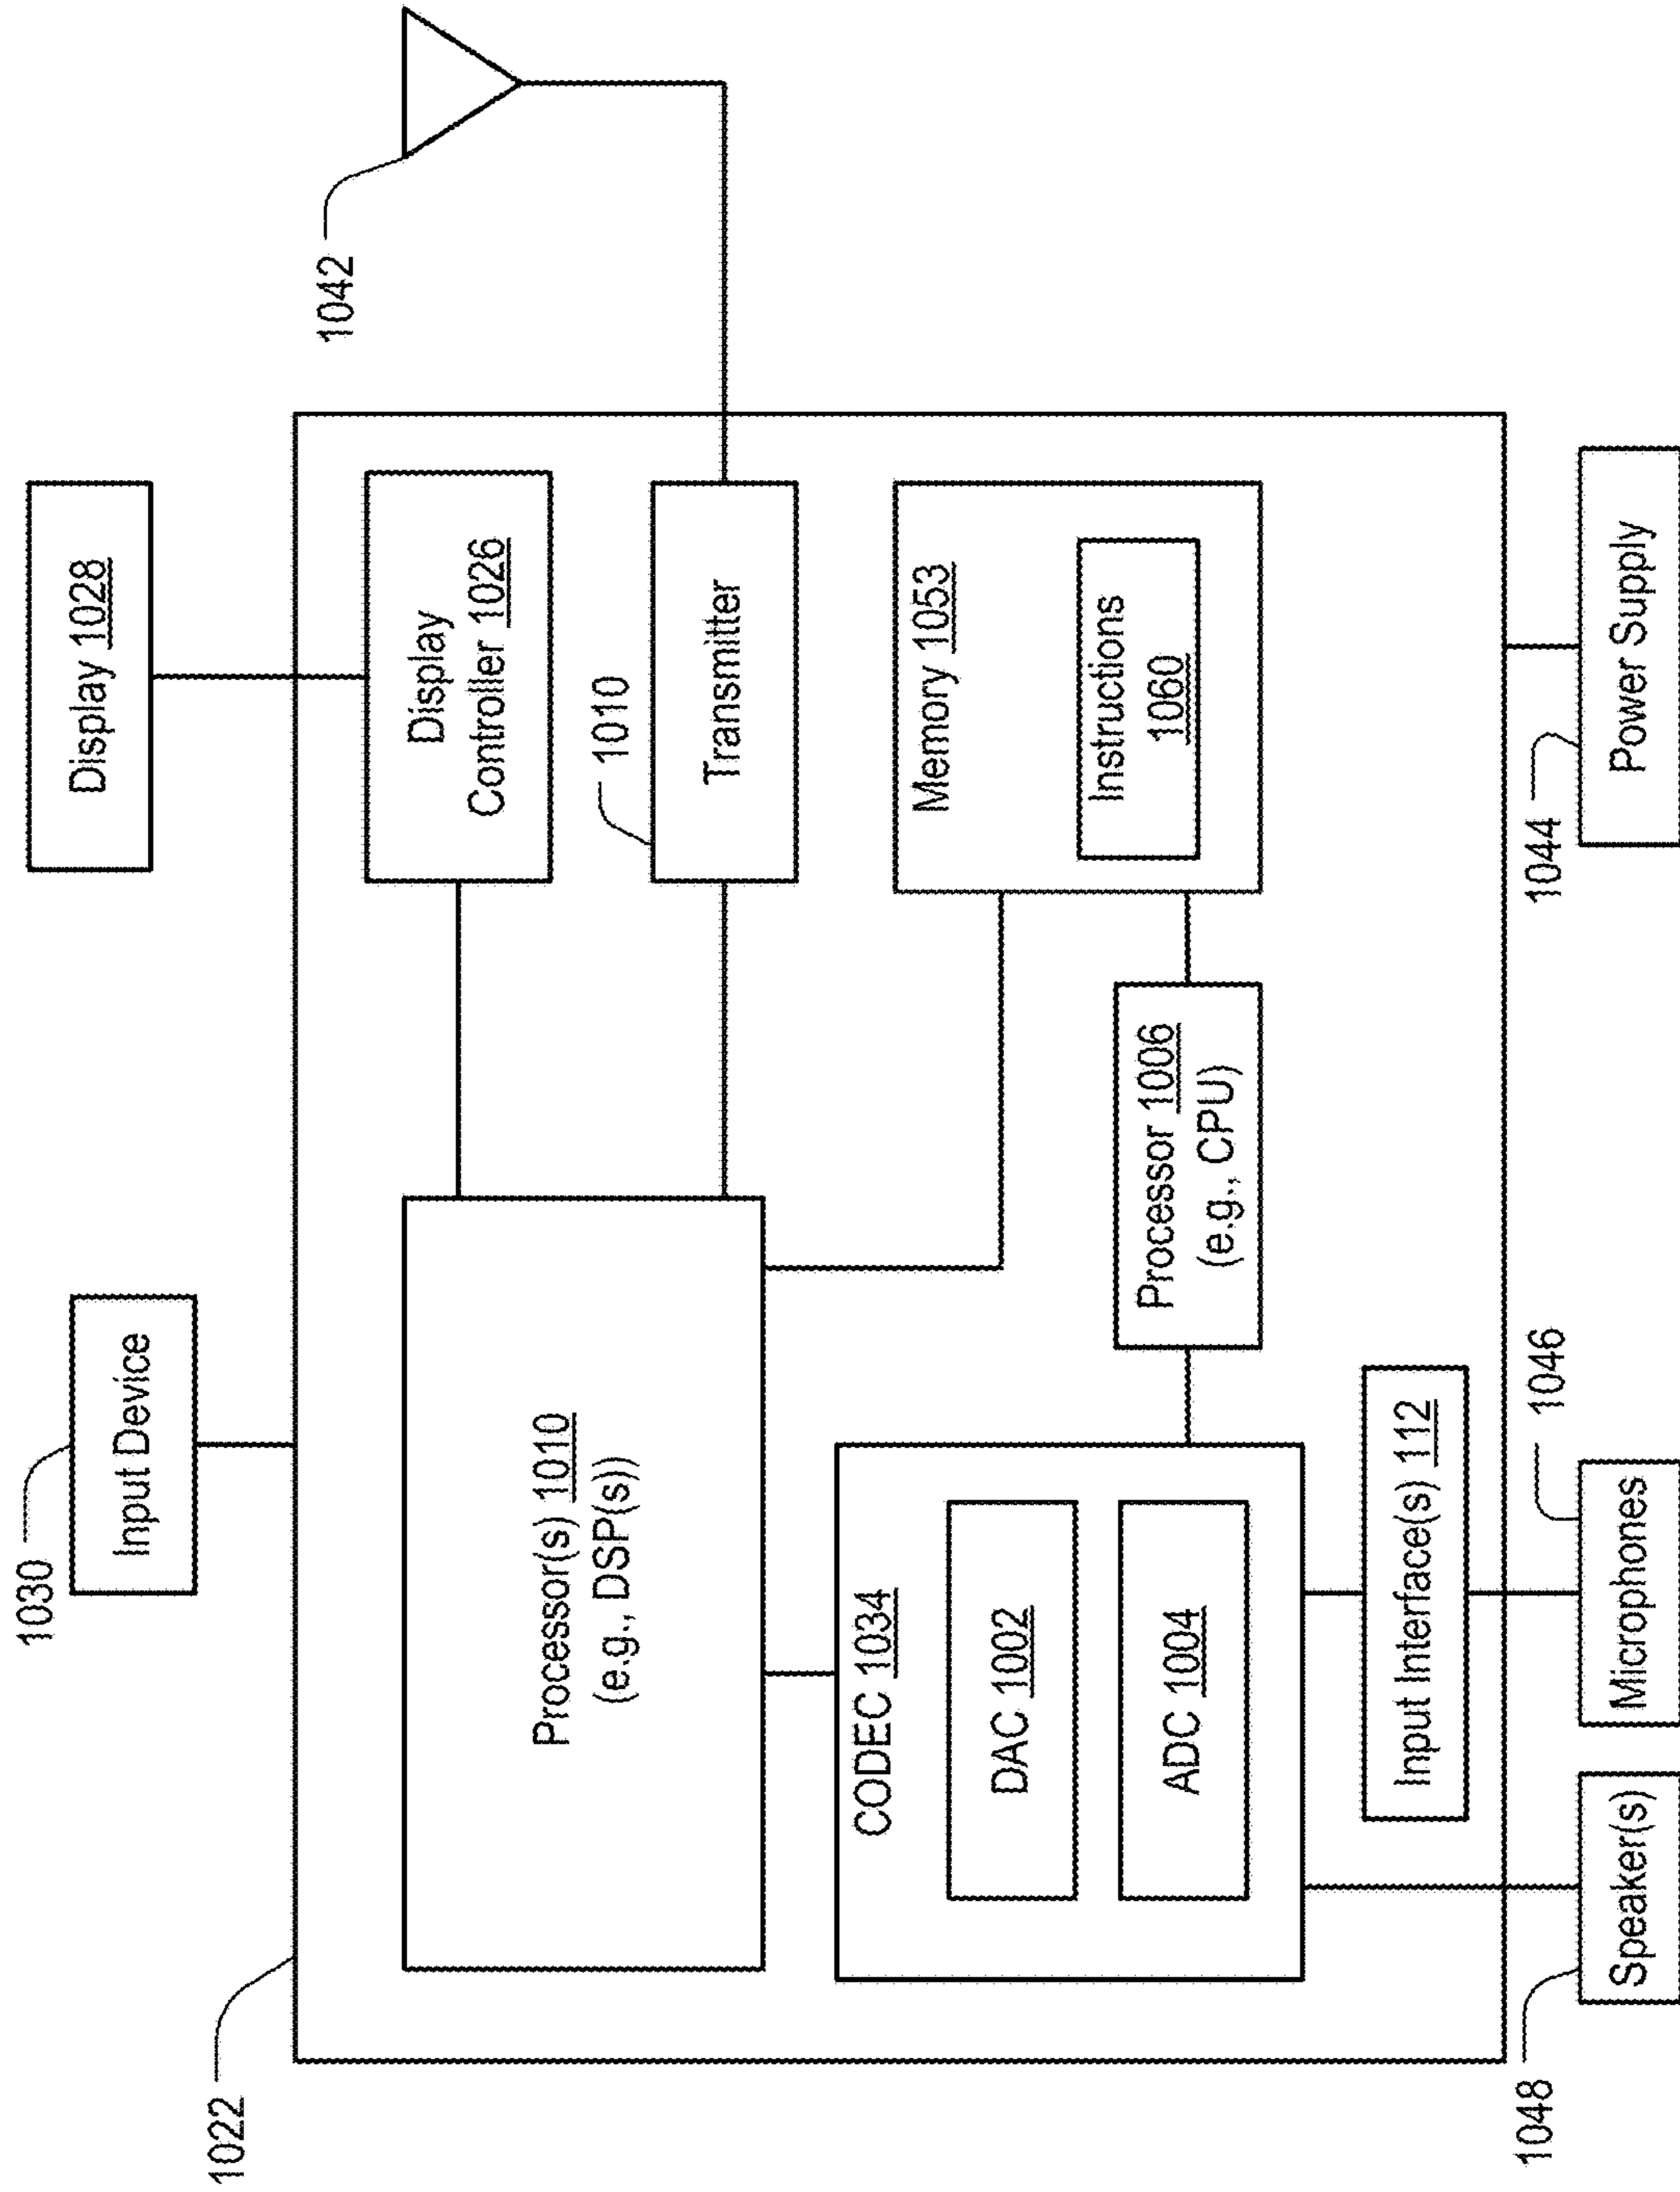 1030
Input Device
Display 1028
1042
1022
Processor(s) 1010
(e.g., DSP(s))
Display
Controller 1026
1010
Transmitter
CODEC 1034
DAC 1002
ADC 1004
Processor 1006
(e.g., CPU)
Memory 1053
Instructions
1060
Input Interface(s) 112
1048
Speaker(s)
1046
Microphones
1044
Power Supply